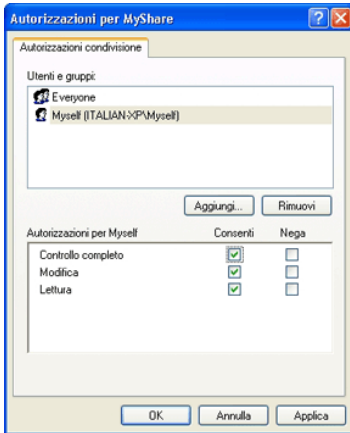 Autorizzazioni per MyShare
Autorizzazioni condivisione
Utenti e gruppi:
Everyone
Myself (ITALIAN-XP\Myself)
Aggiungi... Rimuovi
Autorizzazioni per Myself Consenti Nega
Controllo completo
Modifica
Lettura
OK Annulla Applica